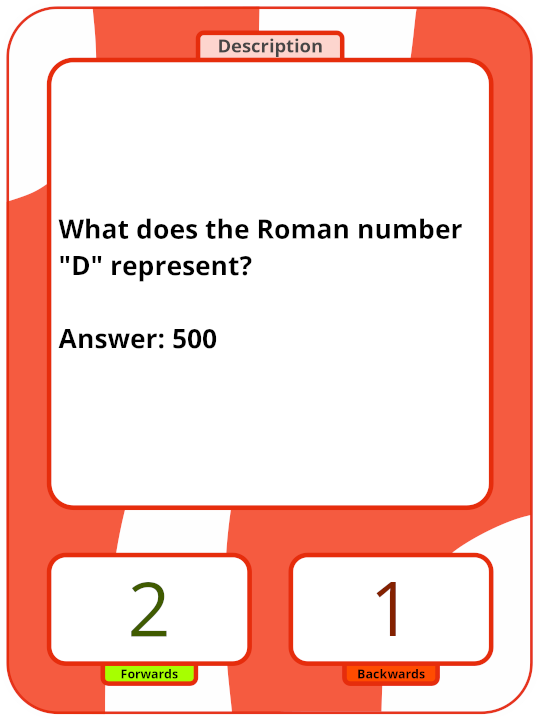 Description
What does the Roman number
"D" represent?
Answer: 500
2
1
Forwards
Backwards